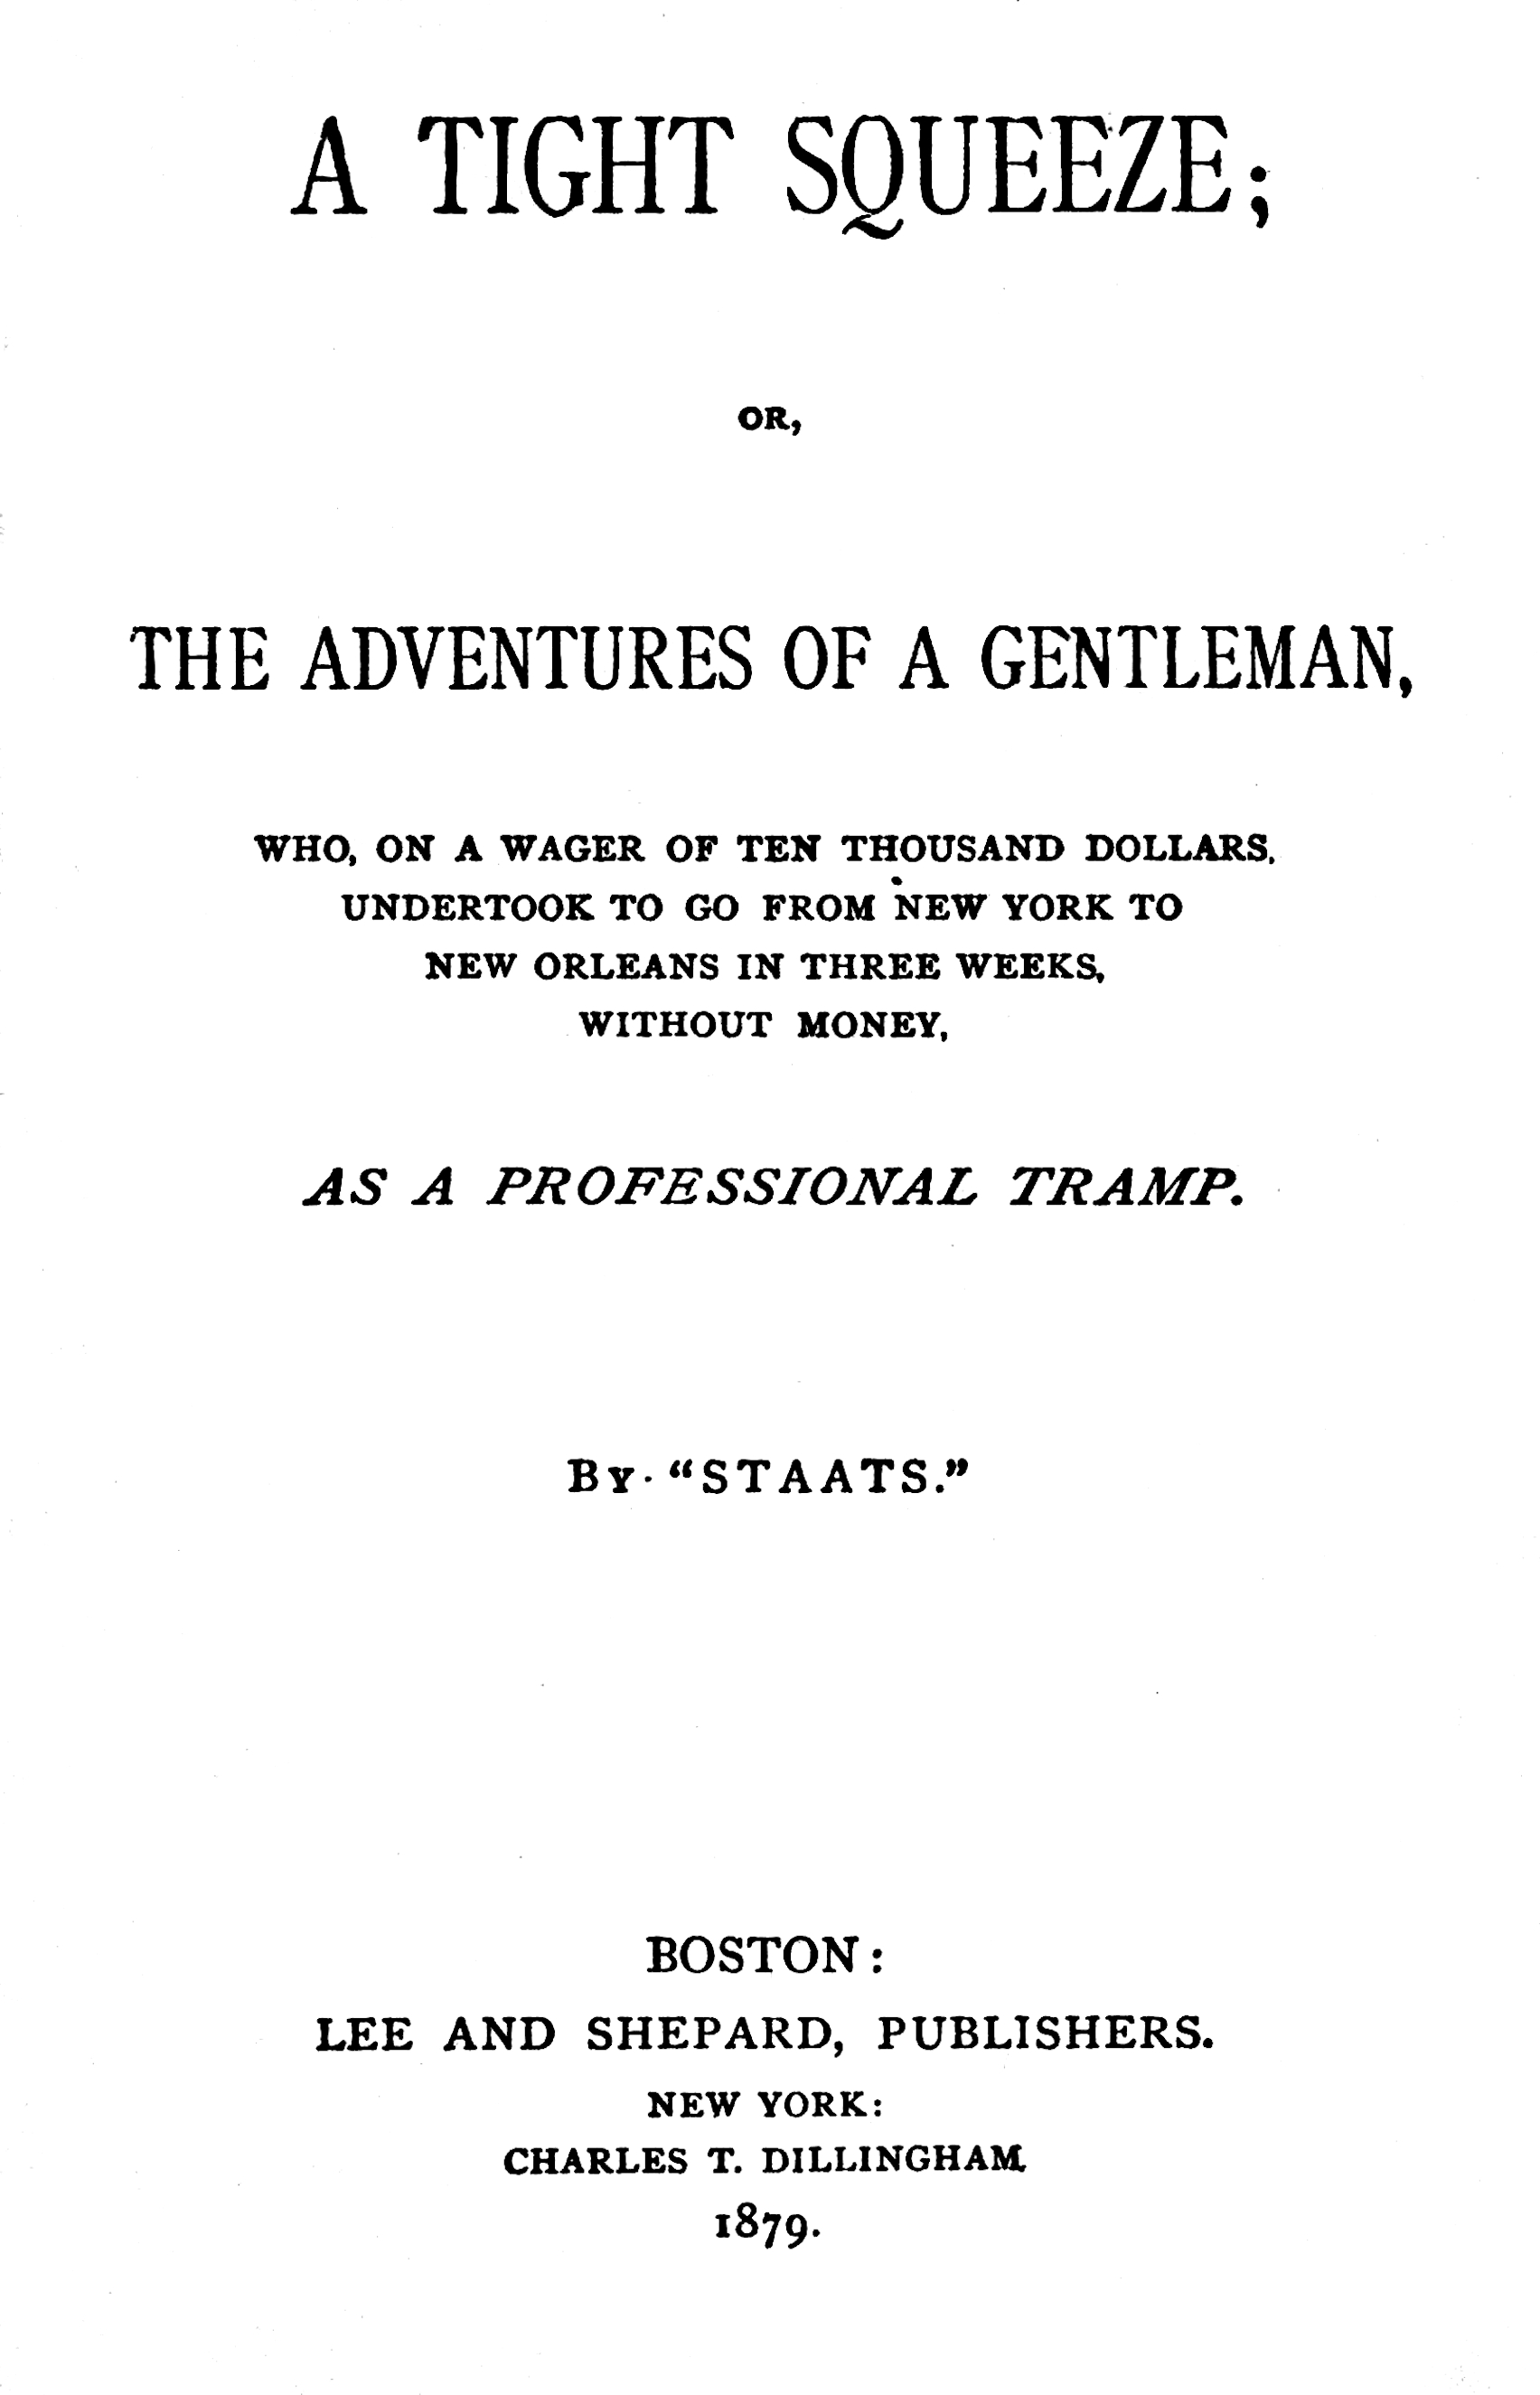 A TIGHT SQUEEZE;
OR,
THE ADVENTURES OF A GENTLEMAN,
WHO, ON A WAGER OF TEN THOUSAND DOLLARS,
UNDERTOOK TO GO FROM NEW YORK TO
NEW ORLEANS IN THREE WEEKS,
WITHOUT MONEY,
AS A PROFESSIONAL TRAMP.
BY "STAATS."
BOSTON:
LEE AND SHEPARD, PUBLISHERS.
NEW YORK:
CHARLES T. DILLINGHAM.
1879.